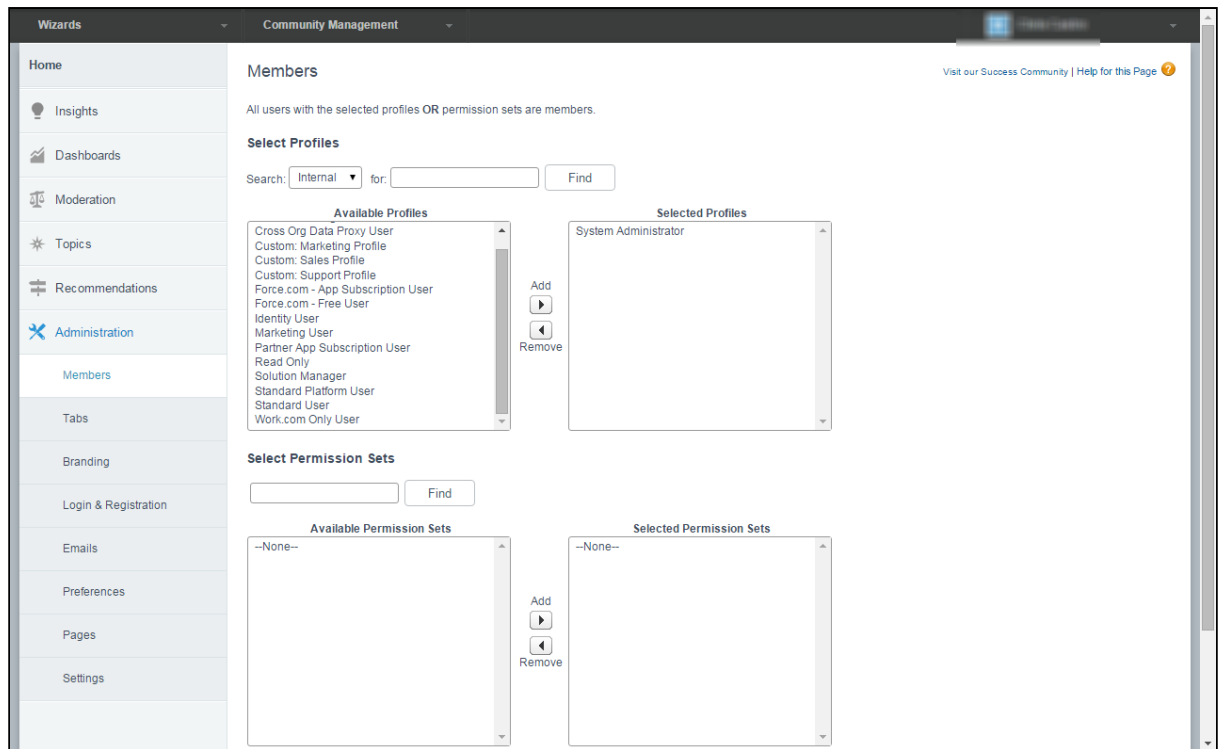 Wizards
Community Management
Home
Insights
Dashboards
Moderation
Topics
Recommendations
Administration
Members
Tabs
Branding
Login & Registration
Emails
Preferences
Pages
Settings
Members
Visit our Success Community | Help for this Page ?
All users with the selected profiles OR permission sets are members.
Select Profiles
Search: Internal for: Find
Available Profiles
Cross Org Data Proxy User
Custom: Marketing Profile
Custom: Sales Profile
Custom: Support Profile
Force.com - App Subscription User
Force.com - Free User
Identity User
Marketing User
Partner App Subscription User
Read Only
Solution Manager
Standard Platform User
Standard User
Work.com Only User
Add
Remove
Selected Profiles
System Administrator
Select Permission Sets
Find
Available Permission Sets
--None--
Add
Remove
Selected Permission Sets
--None--